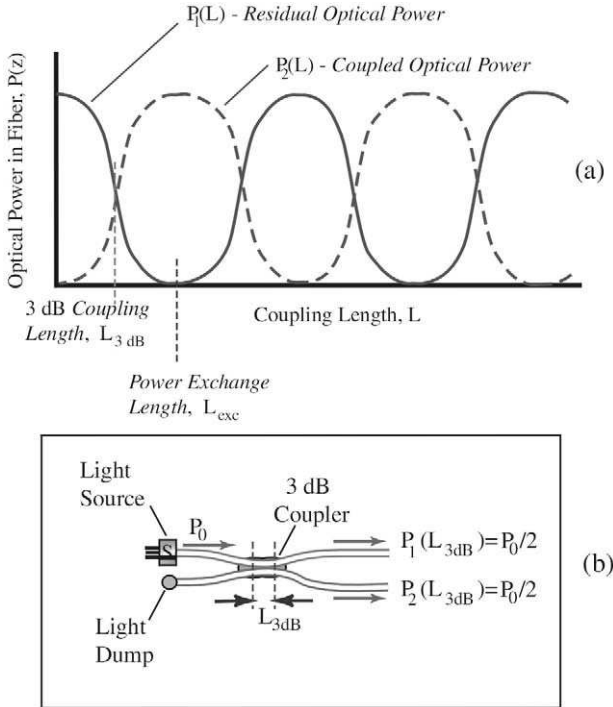 P₁(L) - Residual Optical Power
P₂(L) - Coupled Optical Power
Optical Power in Fiber, P(z)
(a)
3 dB Coupling
Length, L₃ dB
Coupling Length, L
Power Exchange
Length, Lexc
Light
Source
P₀
3 dB
Coupler
S
P₁(L3dB)=P₀/2
(b)
P₂(L3dB)=P₀/2
L3dB
Light
Dump